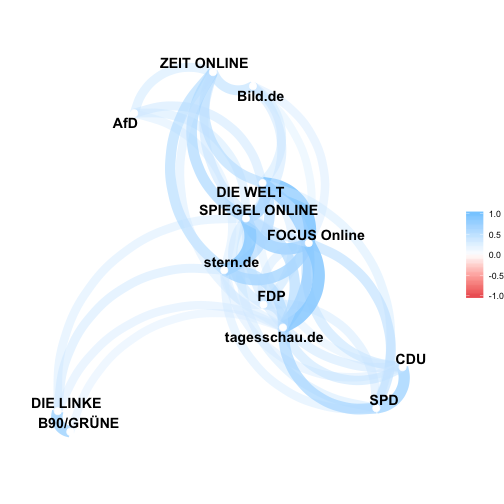 ZEIT ONLINE
Bild.de
AfD
DIE WELT
SPIEGEL ONLINE
FOCUS Online
stern.de
FDP
tagesschau.de
CDU
SPD
DIE LINKE
B90/GRÜNE
1.0
0.5
0.0
-0.5
-1.0